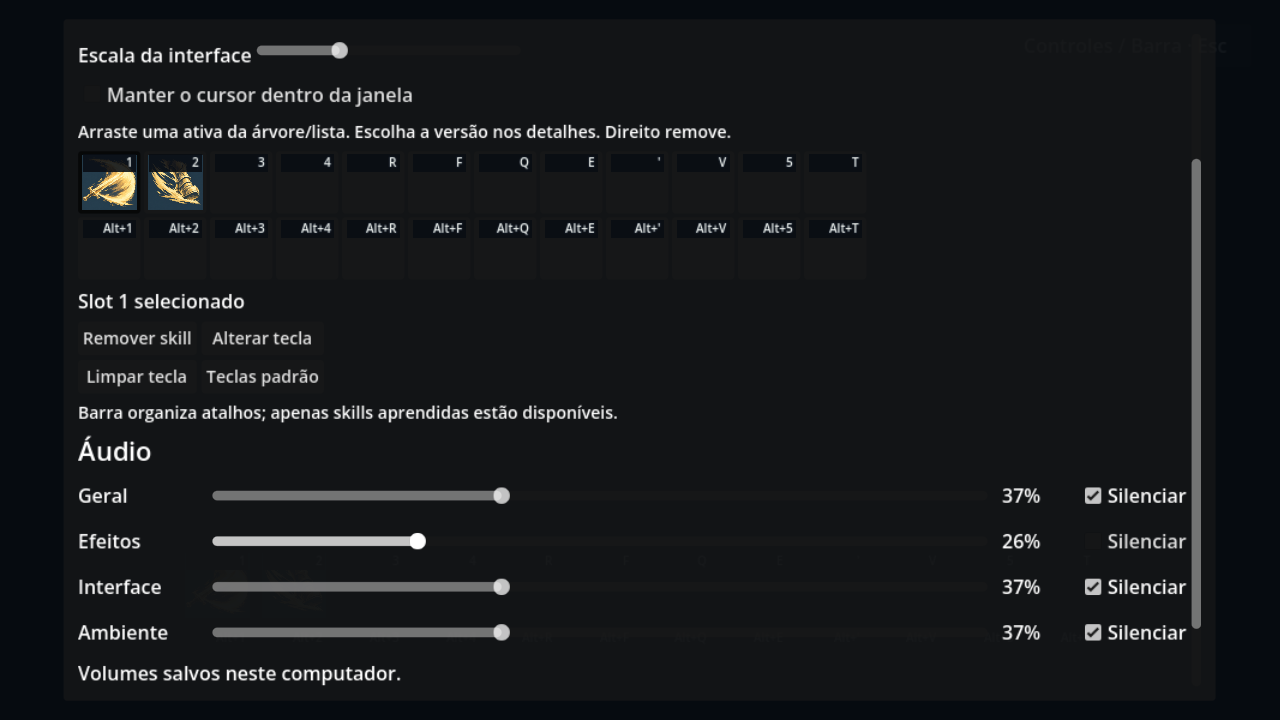 Controles / Barra Esc
Escala da interface
Manter o cursor dentro da janela
Arraste uma ativa da árvore/lista. Escolha a versão nos detalhes. Direito remove.
1 2 3 4 R F Q E ' V 5 T
Alt+1 Alt+2 Alt+3 Alt+4 Alt+R Alt+F Alt+Q Alt+E Alt+' Alt+V Alt+5 Alt+T
Slot 1 selecionado
Remover skill Alterar tecla
Limpar tecla Teclas padrão
Barra organiza atalhos; apenas skills aprendidas estão disponíveis.
Áudio
Geral 37% Silenciar
Efeitos 26% Silenciar
Interface 37% Silenciar
Ambiente 37% Silenciar
Volumes salvos neste computador.